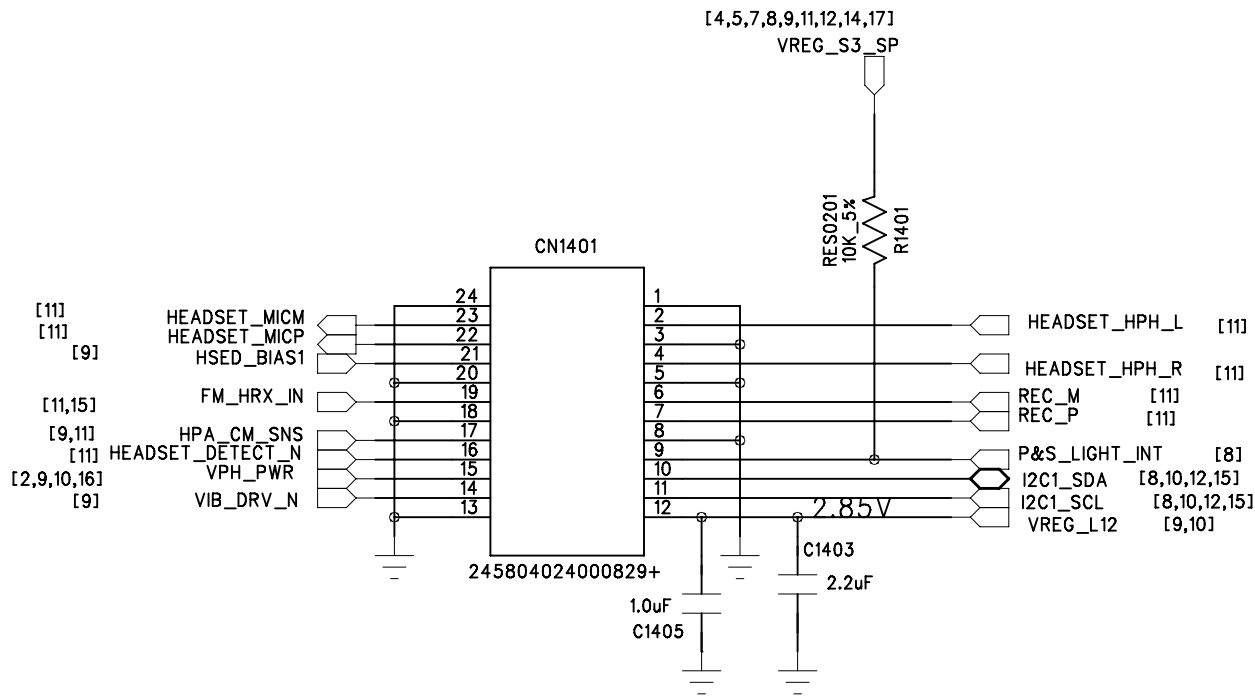 [4,5,7,8,9,11,12,14,17]
VREG_S3_SP
RES0201
10K_5%
R1401
CN1401
[11] HEADSET_MICM 24
23
[11] HEADSET_MICP 22
[9] HSED_BIAS1 21
20
[11,15] FM_HRX_IN 19
18
[9,11] HPA_CM_SNS 17
[11] HEADSET_DETECT_N 16
[2,9,10,16] VPH_PWR 15
[9] VIB_DRV_N 14
13
1
2 HEADSET_HPH_L [11]
3
4 HEADSET_HPH_R [11]
5
6 REC_M [11]
7 REC_P [11]
8
9 P&S_LIGHT_INT [8]
10 I2C1_SDA [8,10,12,15]
11 I2C1_SCL [8,10,12,15]
12 2.85V VREG_L12 [9,10]
245804024000829+
C1403
2.2uF
1.0uF
C1405